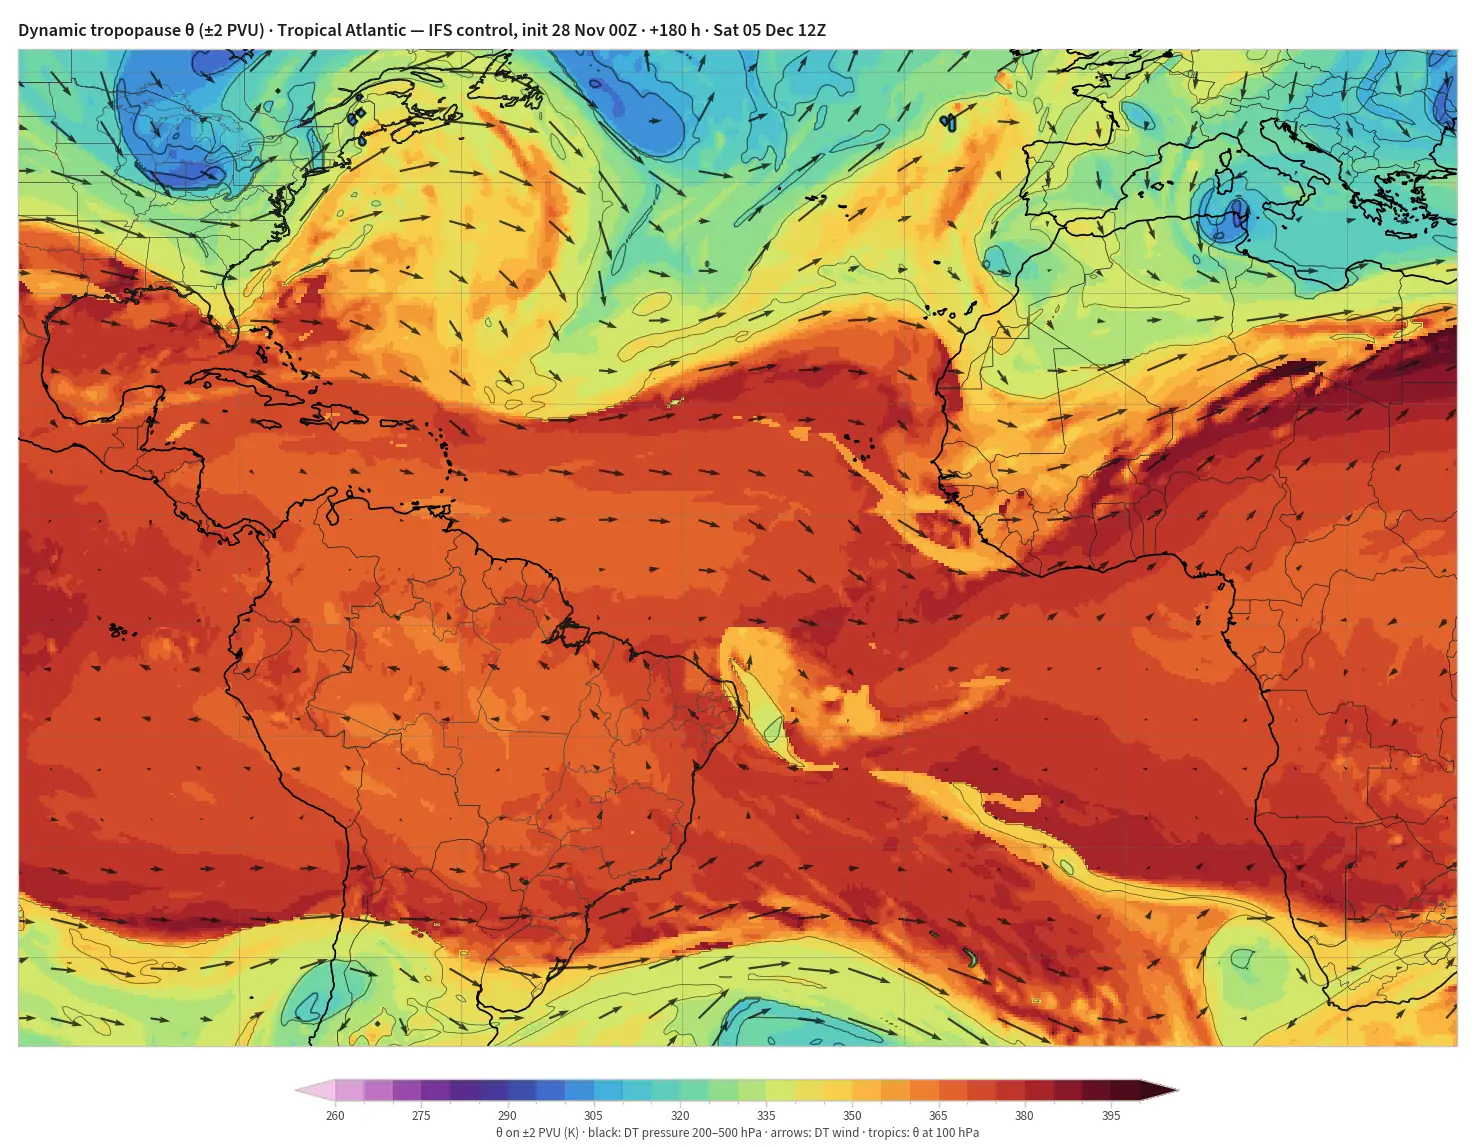 Dynamic tropopause θ (±2 PVU) · Tropical Atlantic — IFS control, init 28 Nov 00Z · +180 h · Sat 05 Dec 12Z
260 275 290 305 320 335 350 365 380 395
θ on ±2 PVU (K) · black: DT pressure 200–500 hPa · arrows: DT wind · tropics: θ at 100 hPa